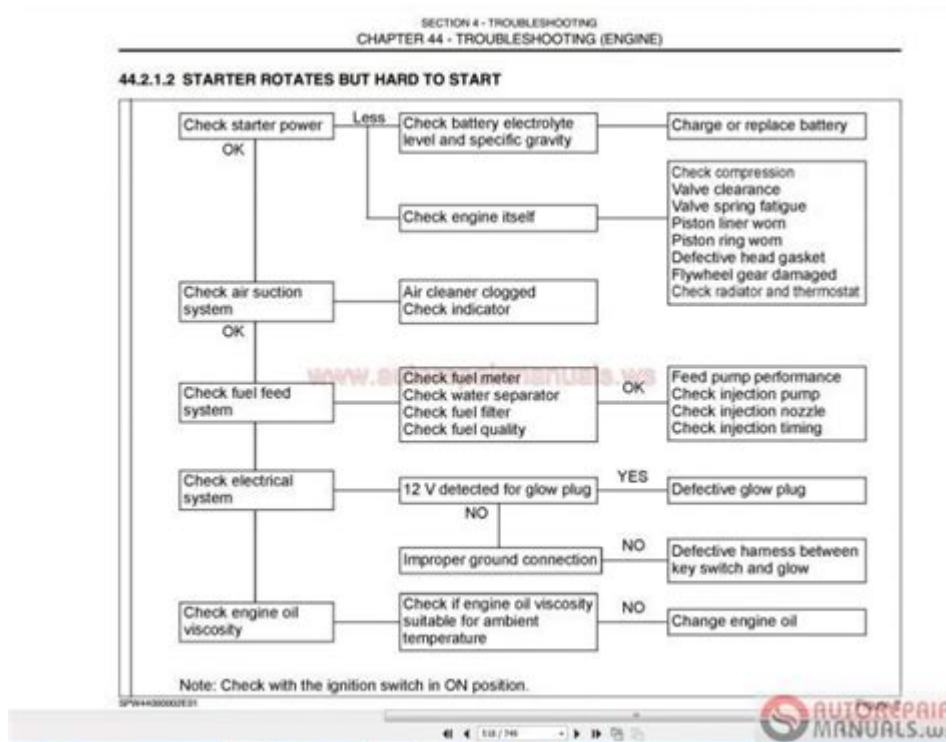 SECTION 4 - TROUBLESHOOTING
CHAPTER 44 - TROUBLESHOOTING (ENGINE)
44.2.1.2 STARTER ROTATES BUT HARD TO START
Check starter power
Less
Check battery electrolyte
level and specific gravity
Charge or replace battery
OK
Check engine itself
Check compression
Valve clearance
Valve spring fatigue
Piston liner worn
Piston ring worn
Defective head gasket
Flywheel gear damaged
Check radiator and thermostat
Check air suction
system
Air cleaner clogged
Check indicator
OK
Check fuel feed
system
Check fuel meter
Check water separator
Check fuel filter
Check fuel quality
OK
Feed pump performance
Check injection pump
Check injection nozzle
Check injection timing
Check electrical
system
12 V detected for glow plug
YES
Defective glow plug
NO
Improper ground connection
NO
Defective harness between
key switch and glow
Check engine oil
viscosity
Check if engine oil viscosity
suitable for ambient
temperature
NO
Change engine oil
Note: Check with the ignition switch in ON position.
AUTOREPAIR
MANUALS.ws